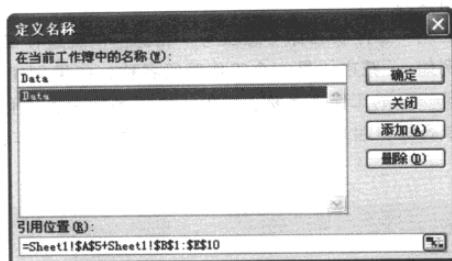 定义名称
在当前工作簿中的名称(W):
Data
Data
确定
关闭
添加(A)
删除(D)
引用位置(R):
=Sheet1!$A$5+Sheet1!$B$1:$E$10